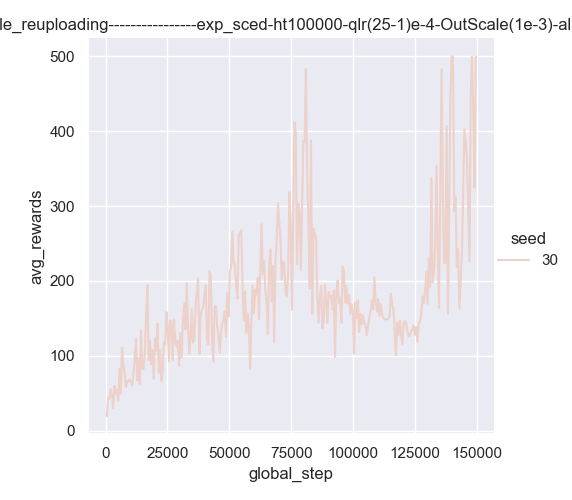 le_reuploading----------------exp_sced-ht100000-qlr(25-1)e-4-OutScale(1e-3)-al
500
400
300
200
100
0
avg_rewards
0 25000 50000 75000 100000 125000 150000
global_step
seed
30